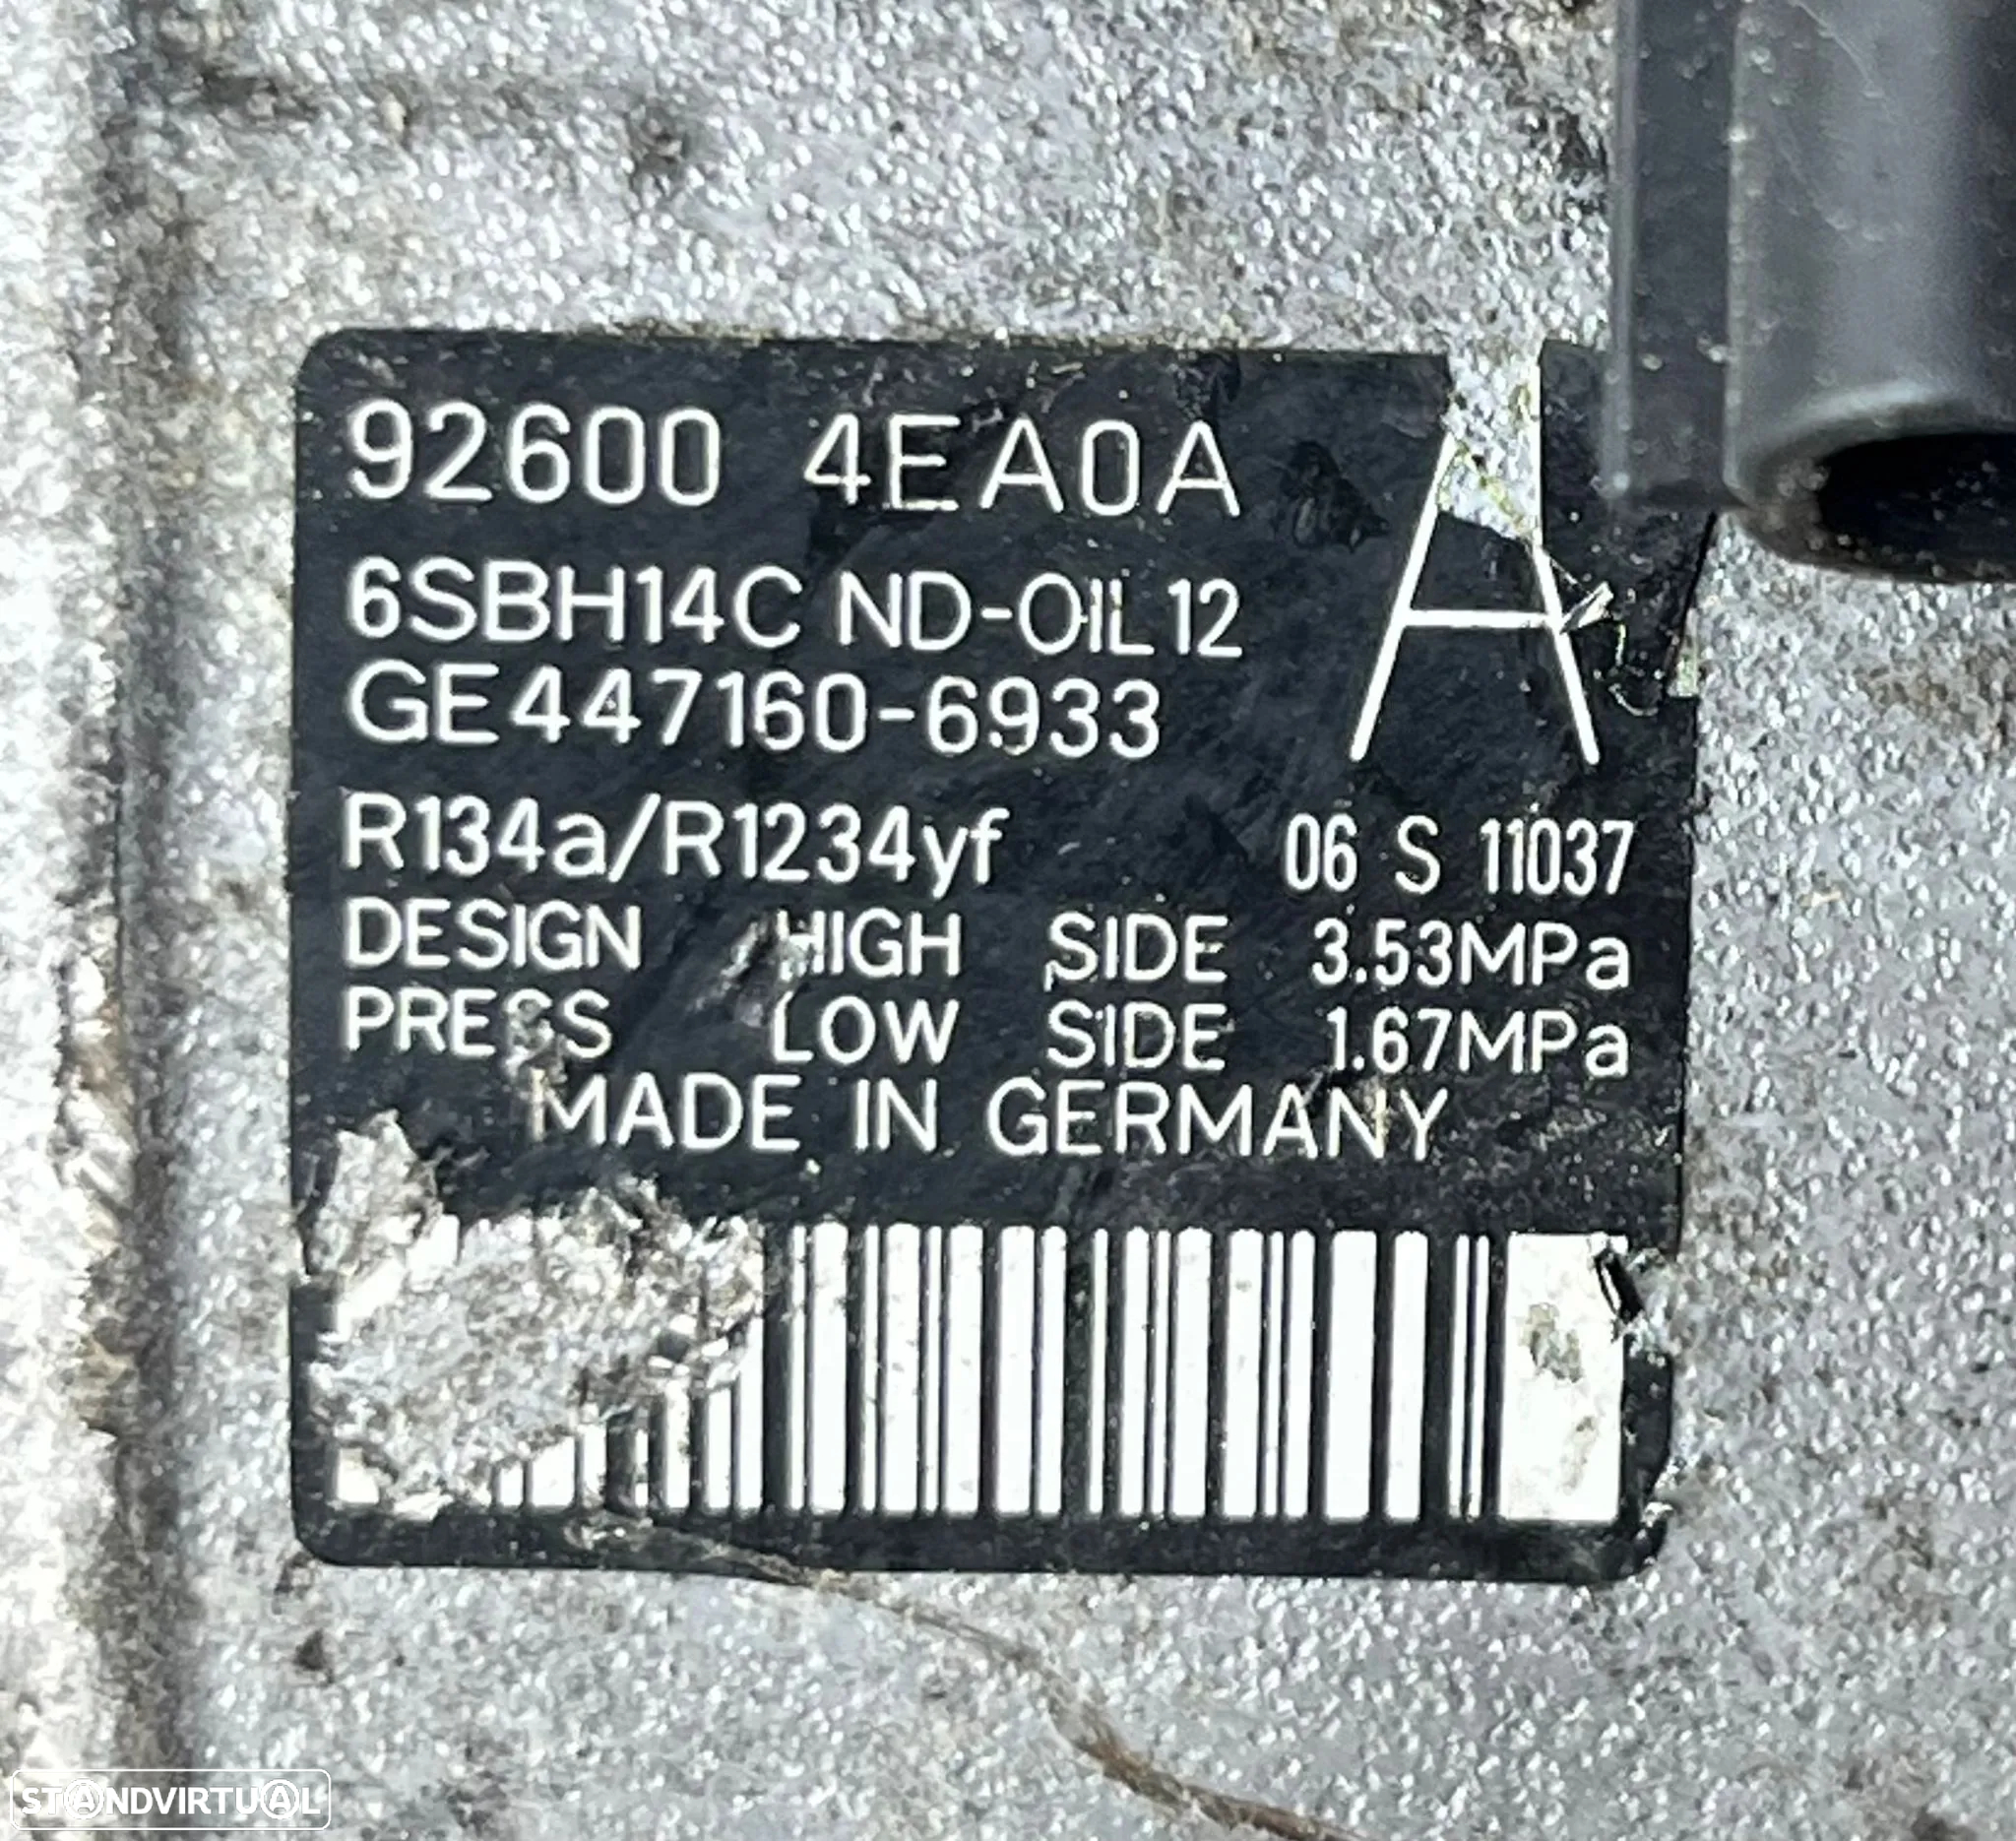 92600 4EA0A
A
6SBH14C ND-OIL12
GE447160-6933
R134a/R1234yf 06 S 11037
DESIGN HIGH SIDE 3.53MPa
PRESS LOW SIDE 1.67MPa
MADE IN GERMANY
STANDVIRTUAL